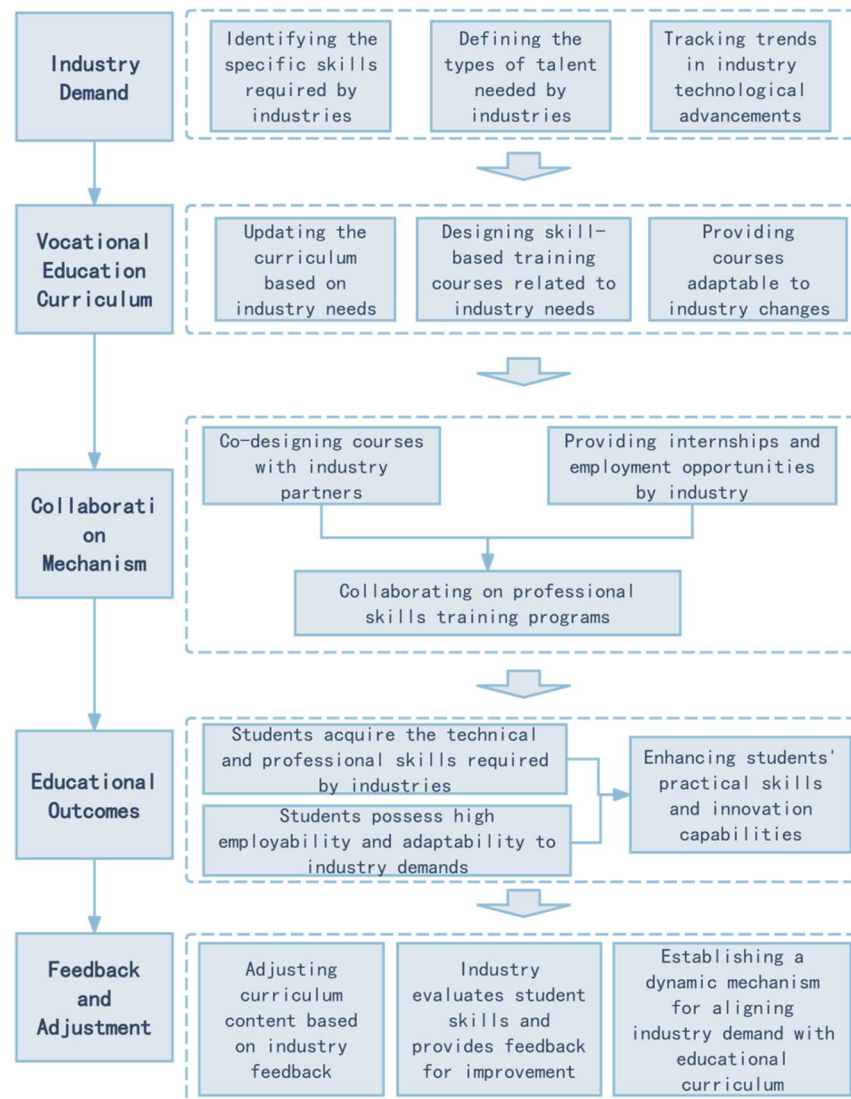 Industry
Demand
Identifying the
specific skills
required by
industries
Defining the
types of talent
needed by
industries
Tracking trends
in industry
technological
advancements
Vocational
Education
Curriculum
Updating the
curriculum
based on
industry needs
Designing skill-
based training
courses related to
industry needs
Providing
courses
adaptable to
industry changes
Collaborati
on
Mechanism
Co-designing courses
with industry
partners
Providing internships and
employment opportunities
by industry
Collaborating on professional
skills training programs
Educational
Outcomes
Students acquire the technical
and professional skills required
by industries
Students possess high
employability and adaptability to
industry demands
Enhancing students'
practical skills
and innovation
capabilities
Feedback
and
Adjustment
Adjusting
curriculum
content based
on industry
feedback
Industry
evaluates student
skills and
provides feedback
for improvement
Establishing a
dynamic mechanism
for aligning
industry demand with
educational
curriculum